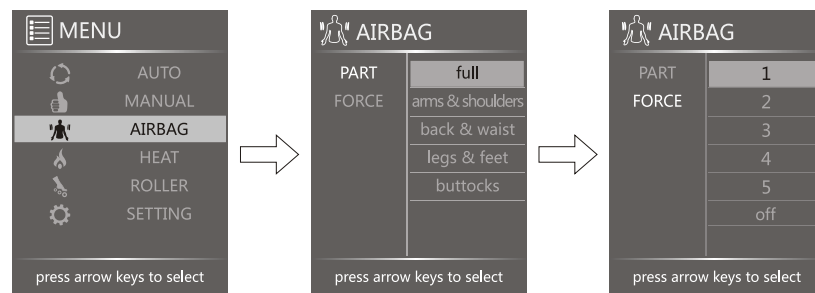 MENU
AUTO
MANUAL
AIRBAG
HEAT
ROLLER
SETTING
press arrow keys to select
AIRBAG
PART full
FORCE arms & shoulders
back & waist
legs & feet
buttocks
press arrow keys to select
AIRBAG
PART 1
FORCE 2
3
4
5
off
press arrow keys to select